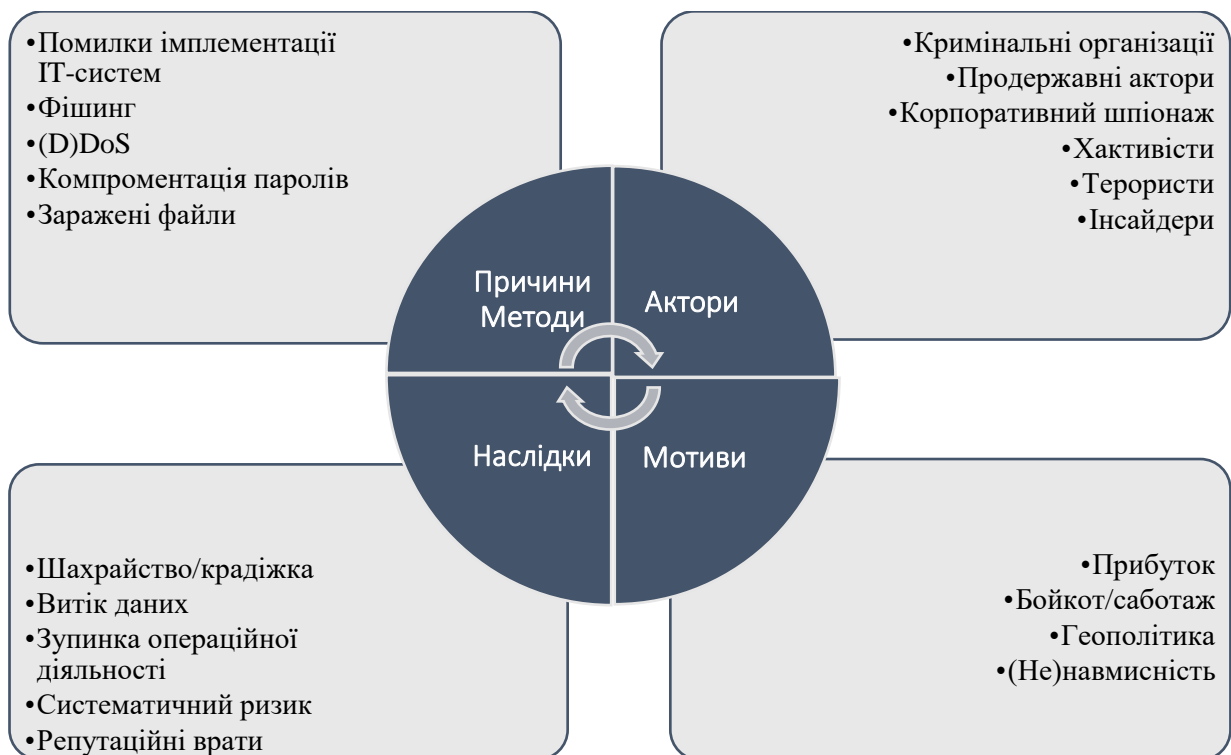 •Помилки імплементації
ІТ-систем
•Фішинг
•(D)DoS
•Компроментація паролів
•Заражені файли
•Кримінальні організації
•Продержавні актори
•Корпоративний шпіонаж
•Хактивісти
•Терористи
•Інсайдери
Причини
Методи
Актори
Наслідки
Мотиви
•Шахрайство/крадіжка
•Витік даних
•Зупинка операційної
діяльності
•Систематичний ризик
•Репутаційні врати
•Прибуток
•Бойкот/саботаж
•Геополітика
•(Не)навмисність